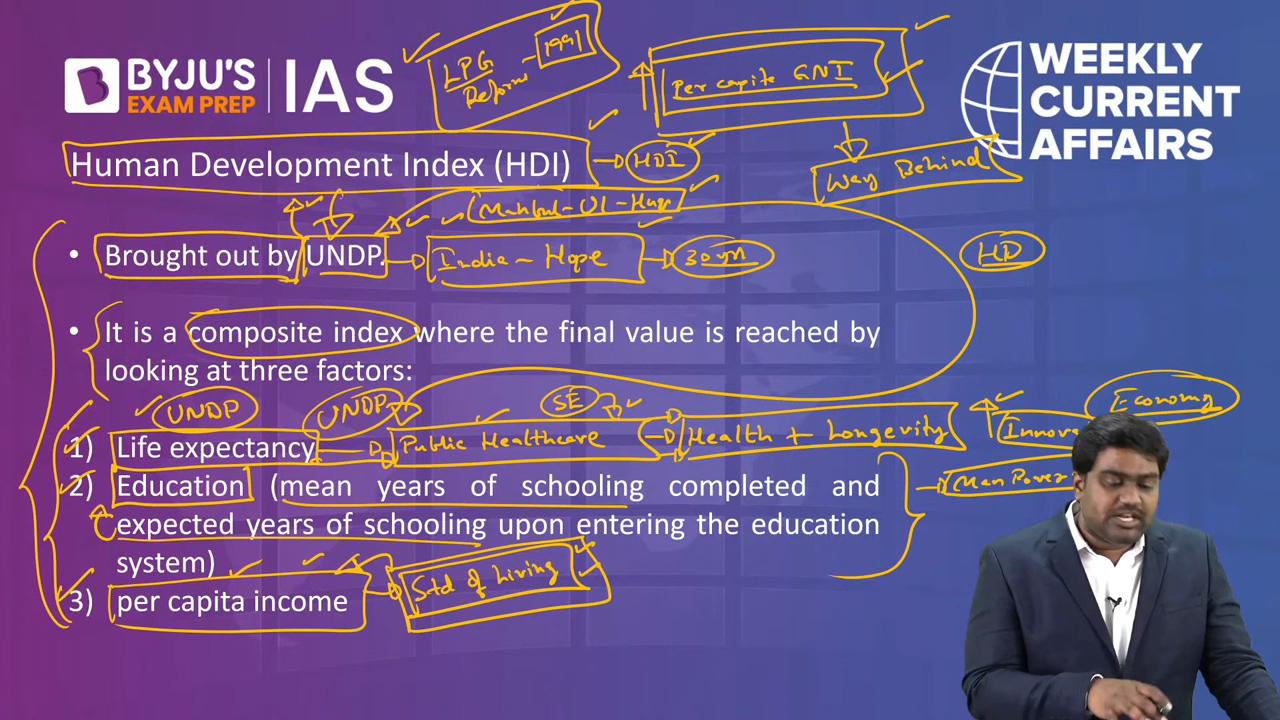 BYJU'S
EXAM PREP
IAS
LPG
Reform - 1991
Per capita GNI
WEEKLY
CURRENT
AFFAIRS
Human Development Index (HDI)
HDI
Way Behind
Mahbul-Ul-Haq
• Brought out by UNDP.
India - Hope
HD
• It is a composite index where the final value is reached by
looking at three factors:
UNDP
UNDP
SE
Economy
1) Life expectancy
Public Healthcare
Health + Longevity
Innova
2) Education (mean years of schooling completed and
Man Power
expected years of schooling upon entering the education
system)
3) per capita income
Std of Living